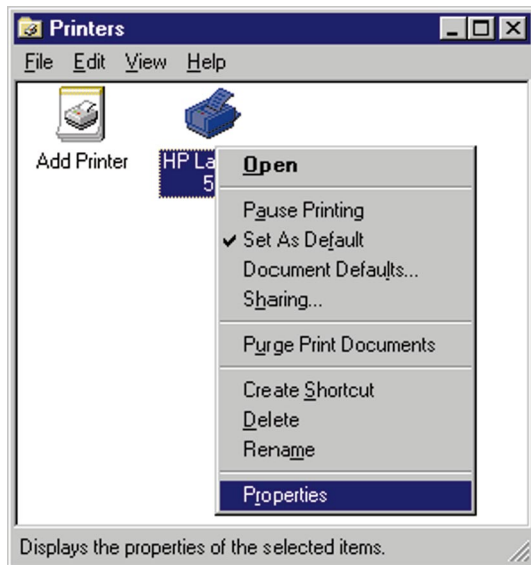 Printers
File Edit View Help
Add Printer
HP La
5
Open
Pause Printing
Set As Default
Document Defaults...
Sharing...
Purge Print Documents
Create Shortcut
Delete
Rename
Properties
Displays the properties of the selected items.